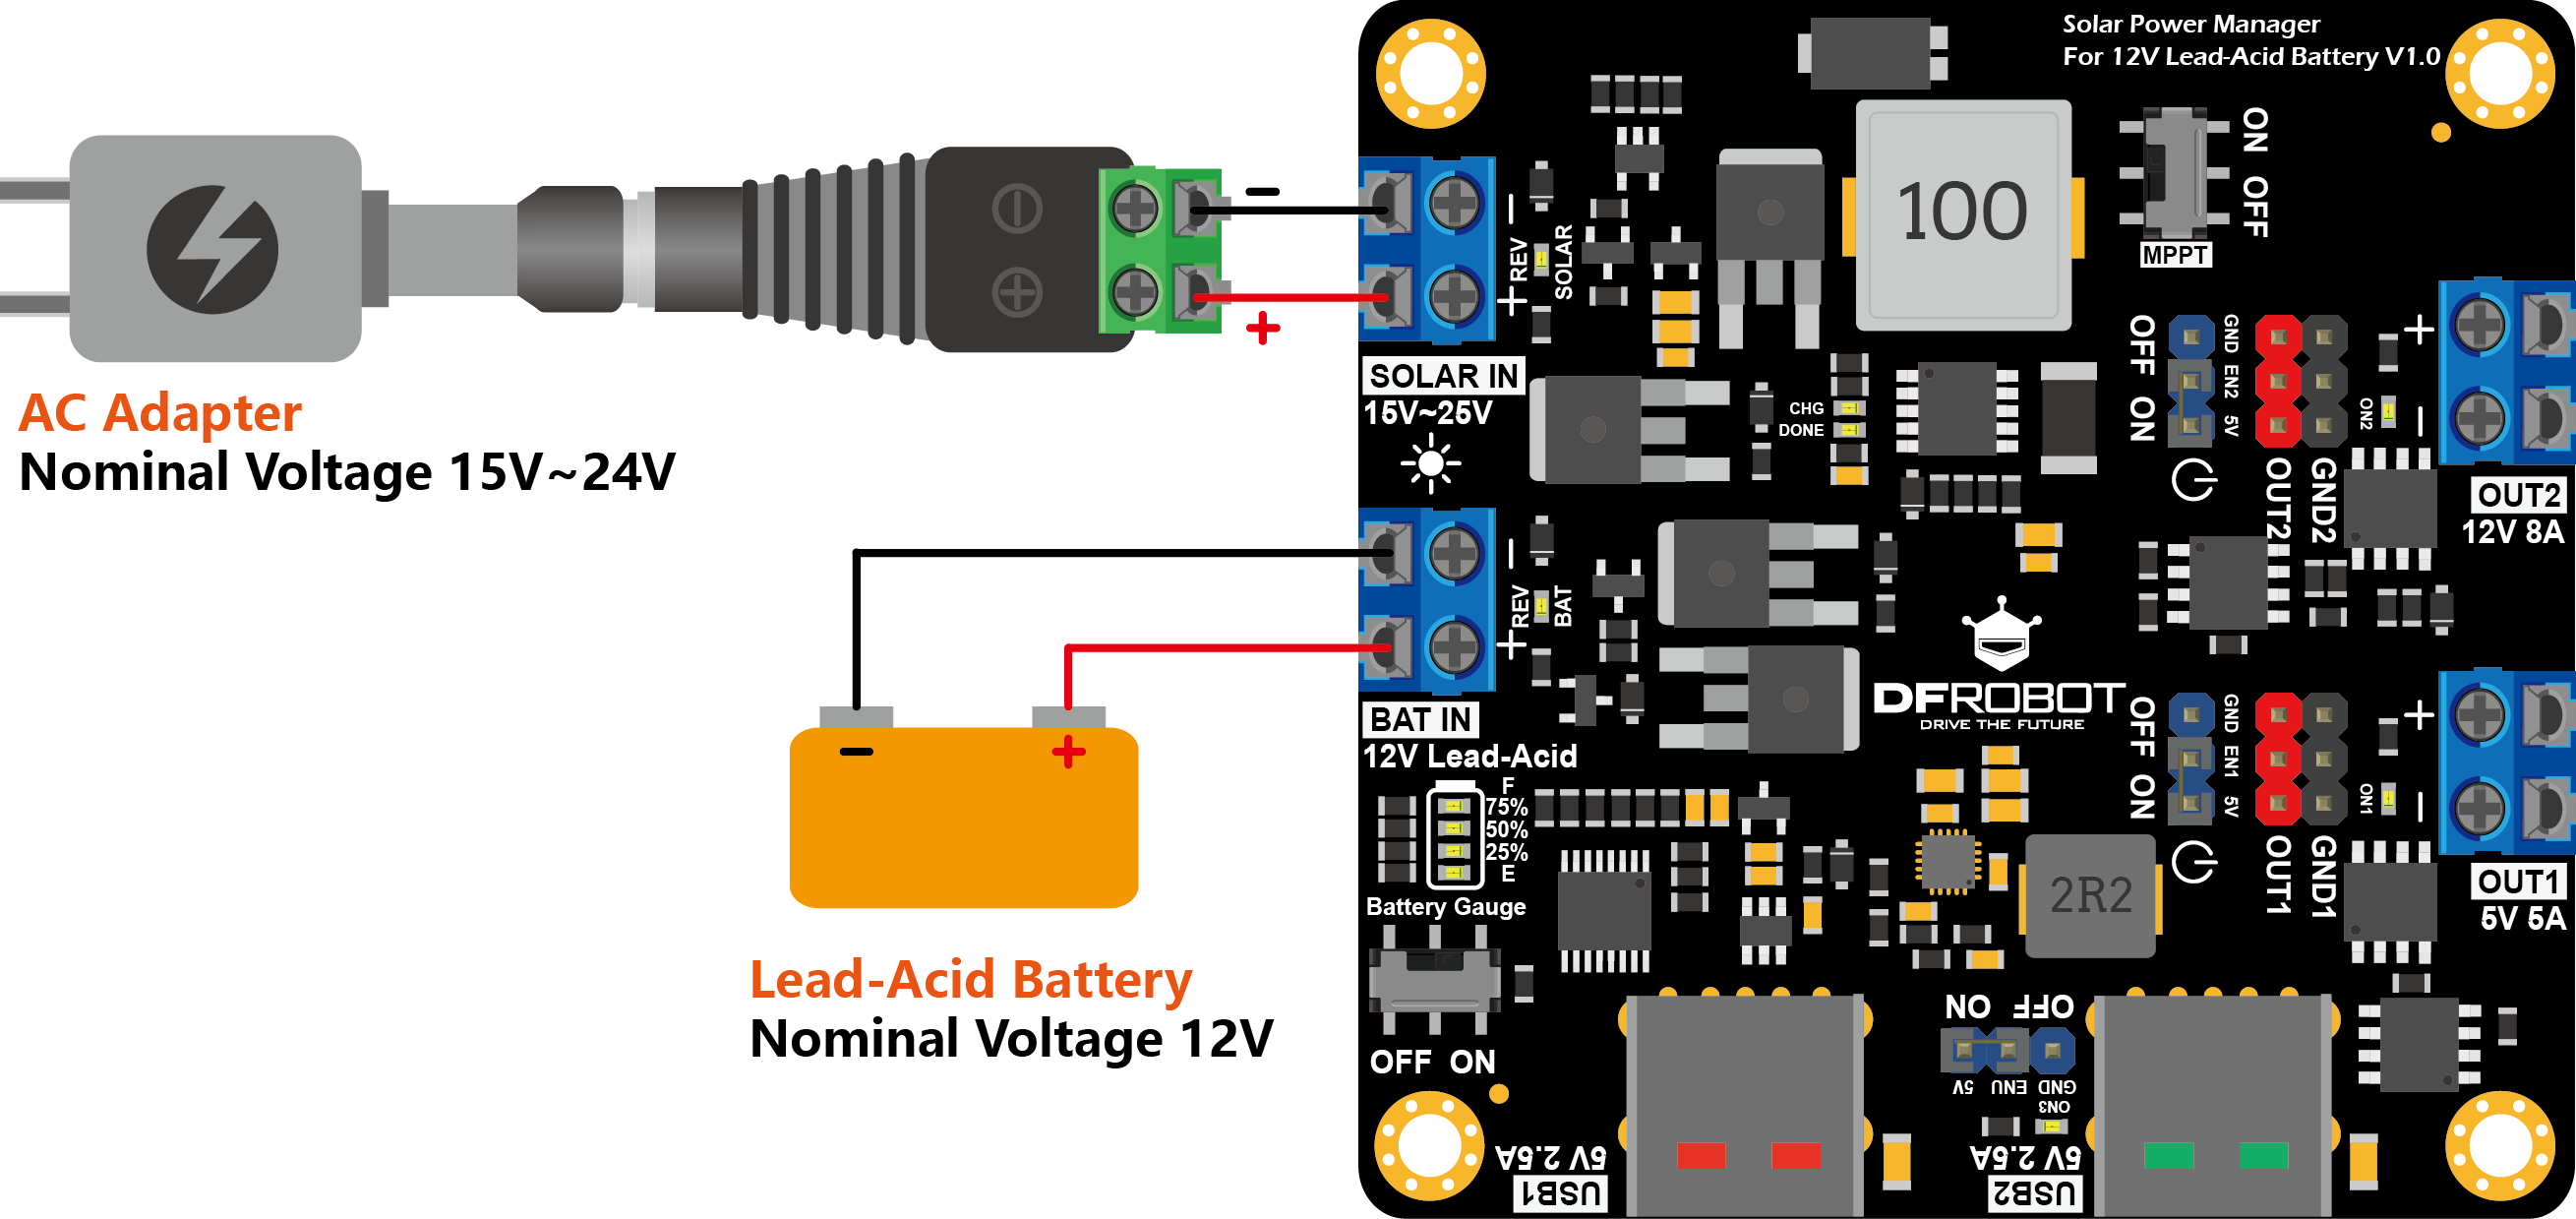 Solar Power Manager
For 12V Lead-Acid Battery V1.0
ON OFF
MPPT
−
+
AC Adapter
Nominal Voltage 15V~24V
− + REV
SOLAR
SOLAR IN
15V~25V
100
CHG
DONE
OFF ON
GND EN2 5V
OUT2
GND2
ON2
+ −
OUT2
12V 8A
− + REV
BAT
BAT IN
12V Lead-Acid
−
+
Lead-Acid Battery
Nominal Voltage 12V
F
75%
50%
25%
E
Battery Gauge
OFF ON
DFROBOT
DRIVE THE FUTURE
2R2
OFF ON
GND EN1 5V
OUT1
GND1
ON1
+ −
OUT1
5V 5A
ON OFF
5V ENU GND
ON3
5V 2.5A
USB1
5V 2.5A
USB2